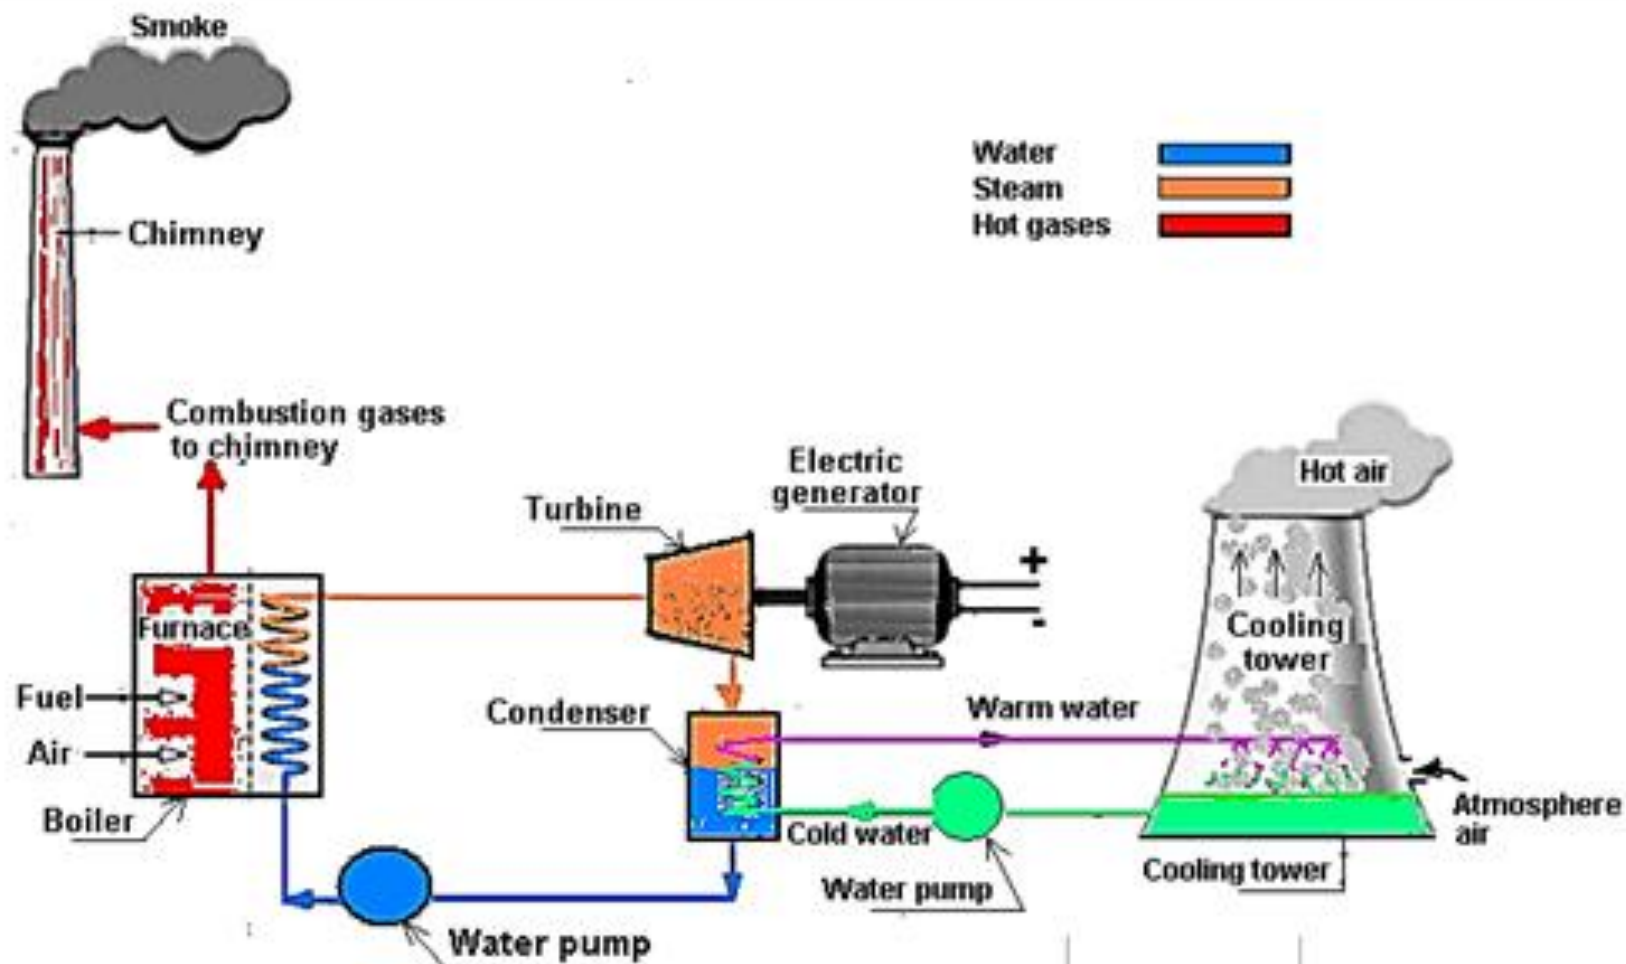 Smoke
Water
Steam
Hot gases
Chimney
Combustion gases
to chimney
Electric
generator
Hot air
Turbine
+
-
Furnace
Cooling
tower
Fuel
Condenser
Warm water
Air
Atmosphere
air
Boiler
Cold water
Cooling tower
Water pump
Water pump